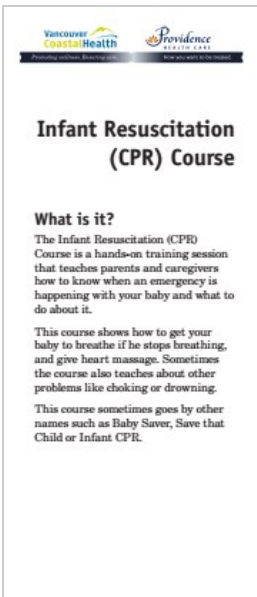 Vancouver
CoastalHealth
Providence
HEALTH CARE
Promoting wellness. Ensuring care.
How you want to be treated.
Infant Resuscitation
(CPR) Course
What is it?
The Infant Resuscitation (CPR)
Course is a hands-on training session
that teaches parents and caregivers
how to know when an emergency is
happening with your baby and what to
do about it.
This course shows how to get your
baby to breathe if he stops breathing,
and give heart massage. Sometimes
the course also teaches about other
problems like choking or drowning.
This course sometimes goes by other
names such as Baby Saver, Save that
Child or Infant CPR.